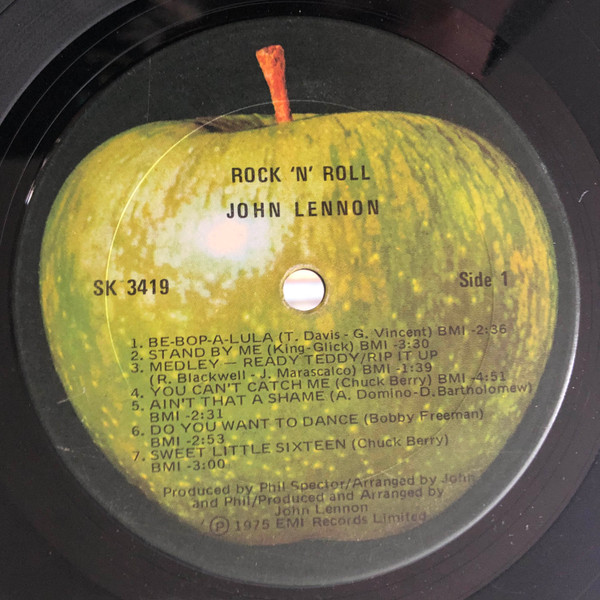 ROCK 'N' ROLL
JOHN LENNON
SK 3419
Side 1
1. BE-BOP-A-LULA (T. Davis - G. Vincent) BMI -2:36
2. STAND BY ME (King-Glick) BMI -3:30
3. MEDLEY — READY TEDDY/RIP IT UP
(R. Blackwell - J. Marascalco) BMI -1:39
4. YOU CAN'T CATCH ME (Chuck Berry) BMI -4:51
5. AIN'T THAT A SHAME (A. Domino-D. Bartholomew)
BMI -2:31
6. DO YOU WANT TO DANCE (Bobby Freeman)
BMI -2:53
7. SWEET LITTLE SIXTEEN (Chuck Berry)
BMI -3:00
Produced by Phil Spector/Arranged by John
and Phil/Produced and Arranged by
John Lennon
℗ 1975 EMI Records Limited